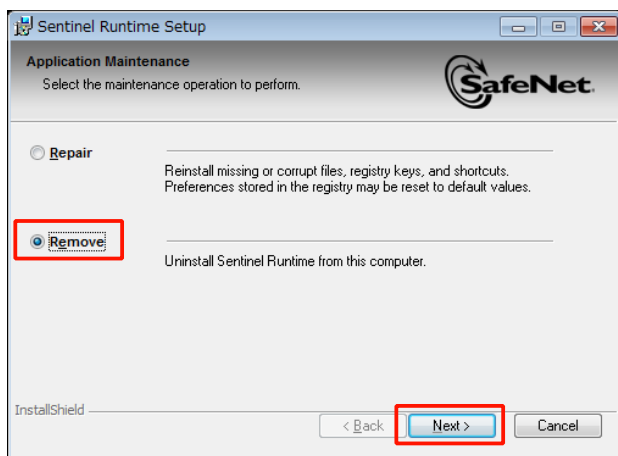 Sentinel Runtime Setup
Application Maintenance
Select the maintenance operation to perform.
SafeNet.
Repair
Reinstall missing or corrupt files, registry keys, and shortcuts.
Preferences stored in the registry may be reset to default values.
Remove
Uninstall Sentinel Runtime from this computer.
InstallShield
< Back
Next >
Cancel